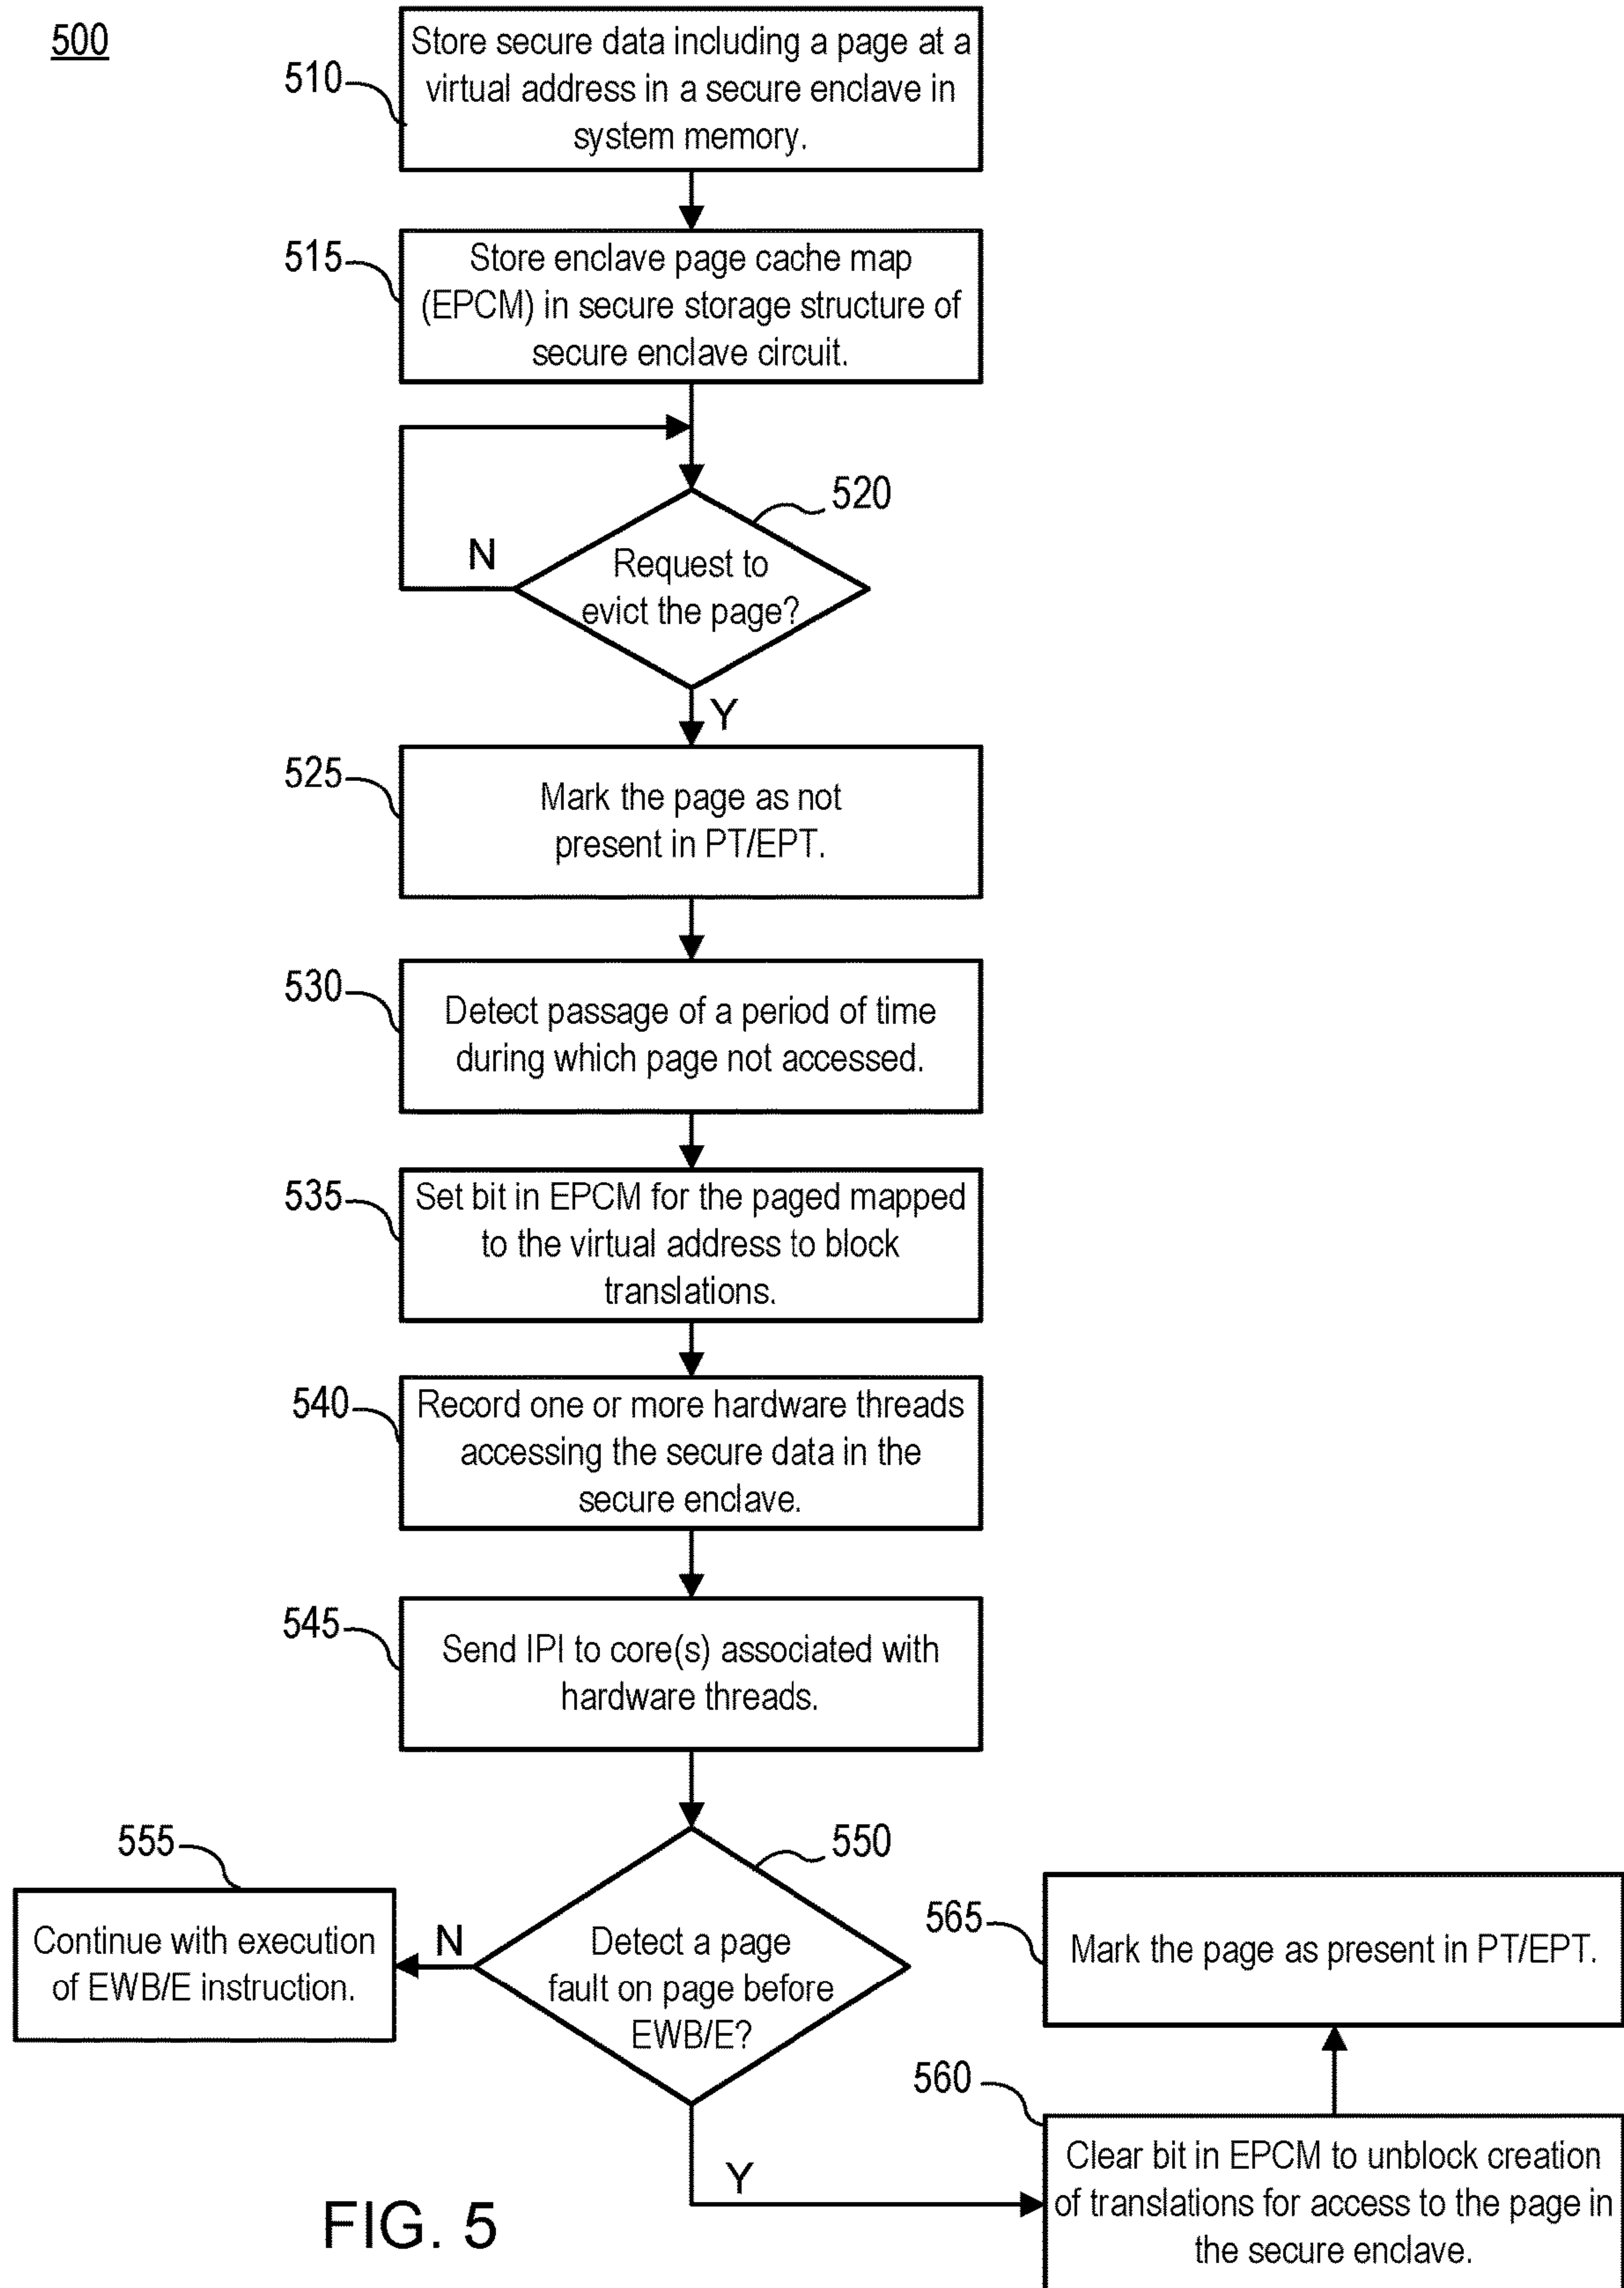 500
510
Store secure data including a page at a
virtual address in a secure enclave in
system memory.
515
Store enclave page cache map
(EPCM) in secure storage structure of
secure enclave circuit.
520
N
Request to
evict the page?
Y
525
Mark the page as not
present in PT/EPT.
530
Detect passage of a period of time
during which page not accessed.
535
Set bit in EPCM for the paged mapped
to the virtual address to block
translations.
540
Record one or more hardware threads
accessing the secure data in the
secure enclave.
545
Send IPI to core(s) associated with
hardware threads.
550
Detect a page
fault on page before
EWB/E?
N
555
Continue with execution
of EWB/E instruction.
Y
560
Clear bit in EPCM to unblock creation
of translations for access to the page in
the secure enclave.
565
Mark the page as present in PT/EPT.
FIG. 5